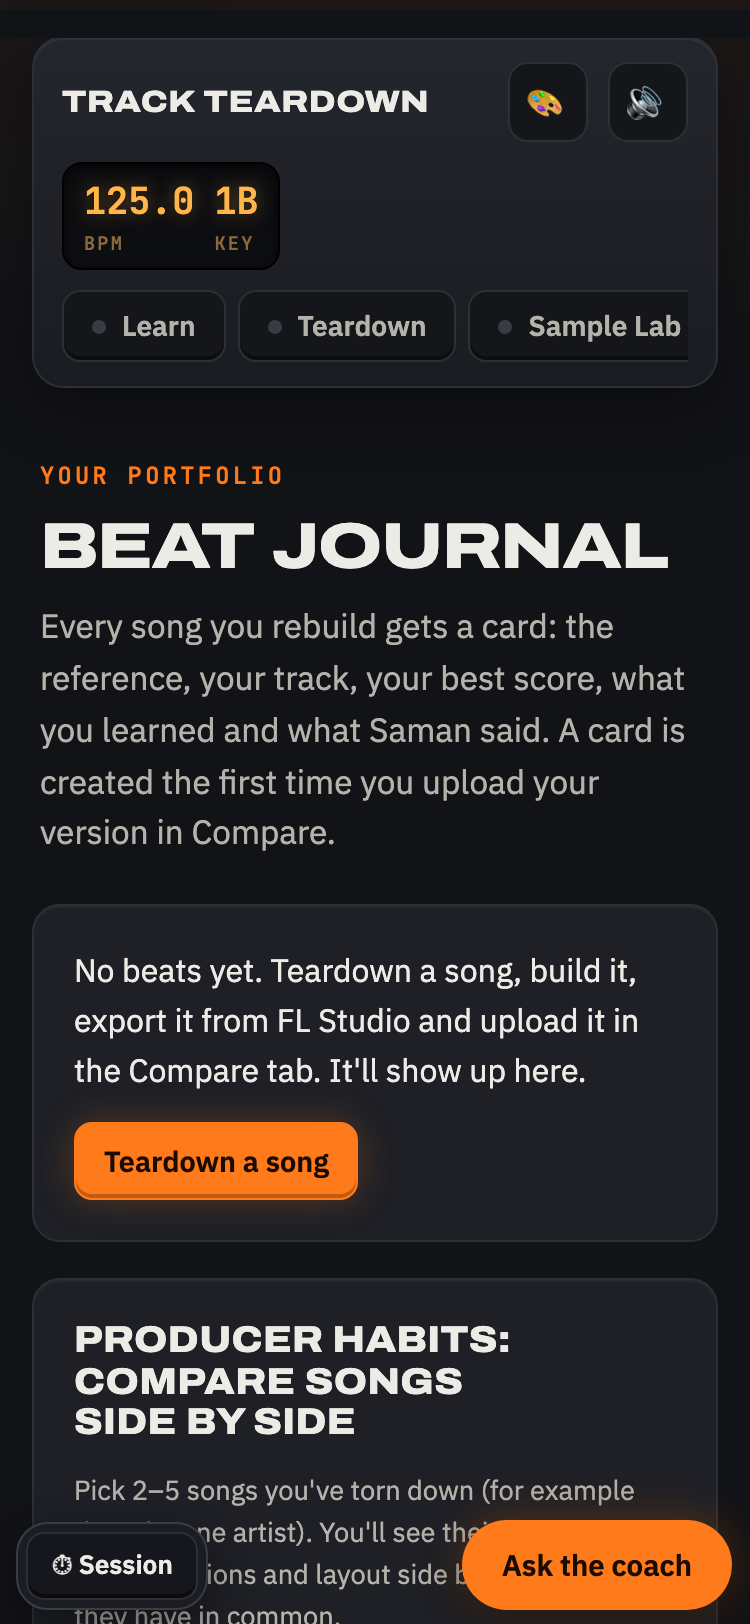 TRACK TEARDOWN
125.0 1B
BPM KEY
Learn
Teardown
Sample Lab
YOUR PORTFOLIO
BEAT JOURNAL
Every song you rebuild gets a card: the
reference, your track, your best score, what
you learned and what Saman said. A card is
created the first time you upload your
version in Compare.
No beats yet. Teardown a song, build it,
export it from FL Studio and upload it in
the Compare tab. It'll show up here.
Teardown a song
PRODUCER HABITS:
COMPARE SONGS
SIDE BY SIDE
Pick 2–5 songs you've torn down (for example
artist). You'll see
and layout side
they have in common.
Session
Ask the coach